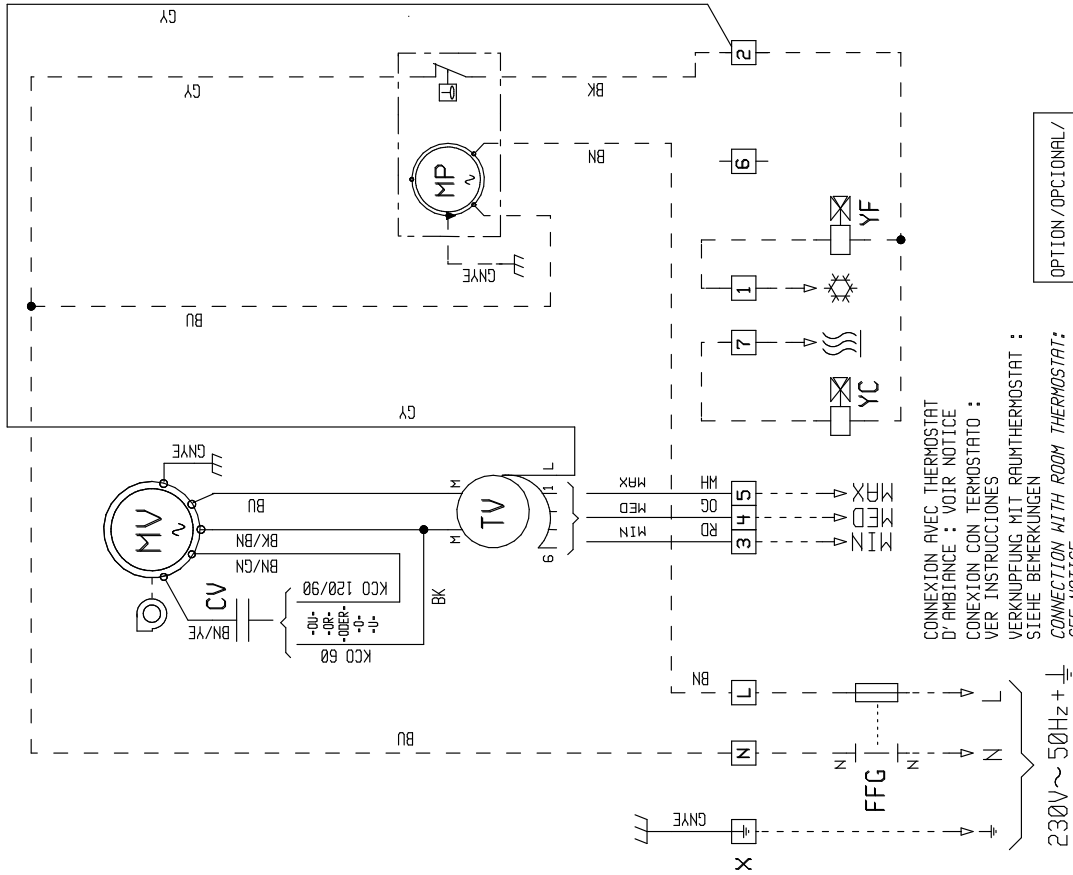 GY
GY
BK
MP
~
BN
GNYE
BU
2
6
1
7
YF
YC
OPTION/OPCIONAL/
GY
GNYE
MV
~
BU
BK/BN
BN/GN
CV
BN/YE
KCO 120/90
-OU-
-OR-
-ODER-
-O-
-U-
KCO 60
BK
M
M
TV
L
1
6
MAX
MED
MIN
WH
OG
RD
5
4
3
MAX
MED
MIN
CONNEXION AVEC THERMOSTAT
D'AMBIANCE : VOIR NOTICE
CONEXION CON TERMOSTATO :
VER INSTRUCCIONES
VERKNUPFUNG MIT RAUMTHERMOSTAT :
SIEHE BEMERKUNGEN
CONNECTION WITH ROOM THERMOSTAT:
SEE NOTICE
BN
BU
L
N
N
N
FFG
L
N
GNYE
X
230V~ 50Hz+